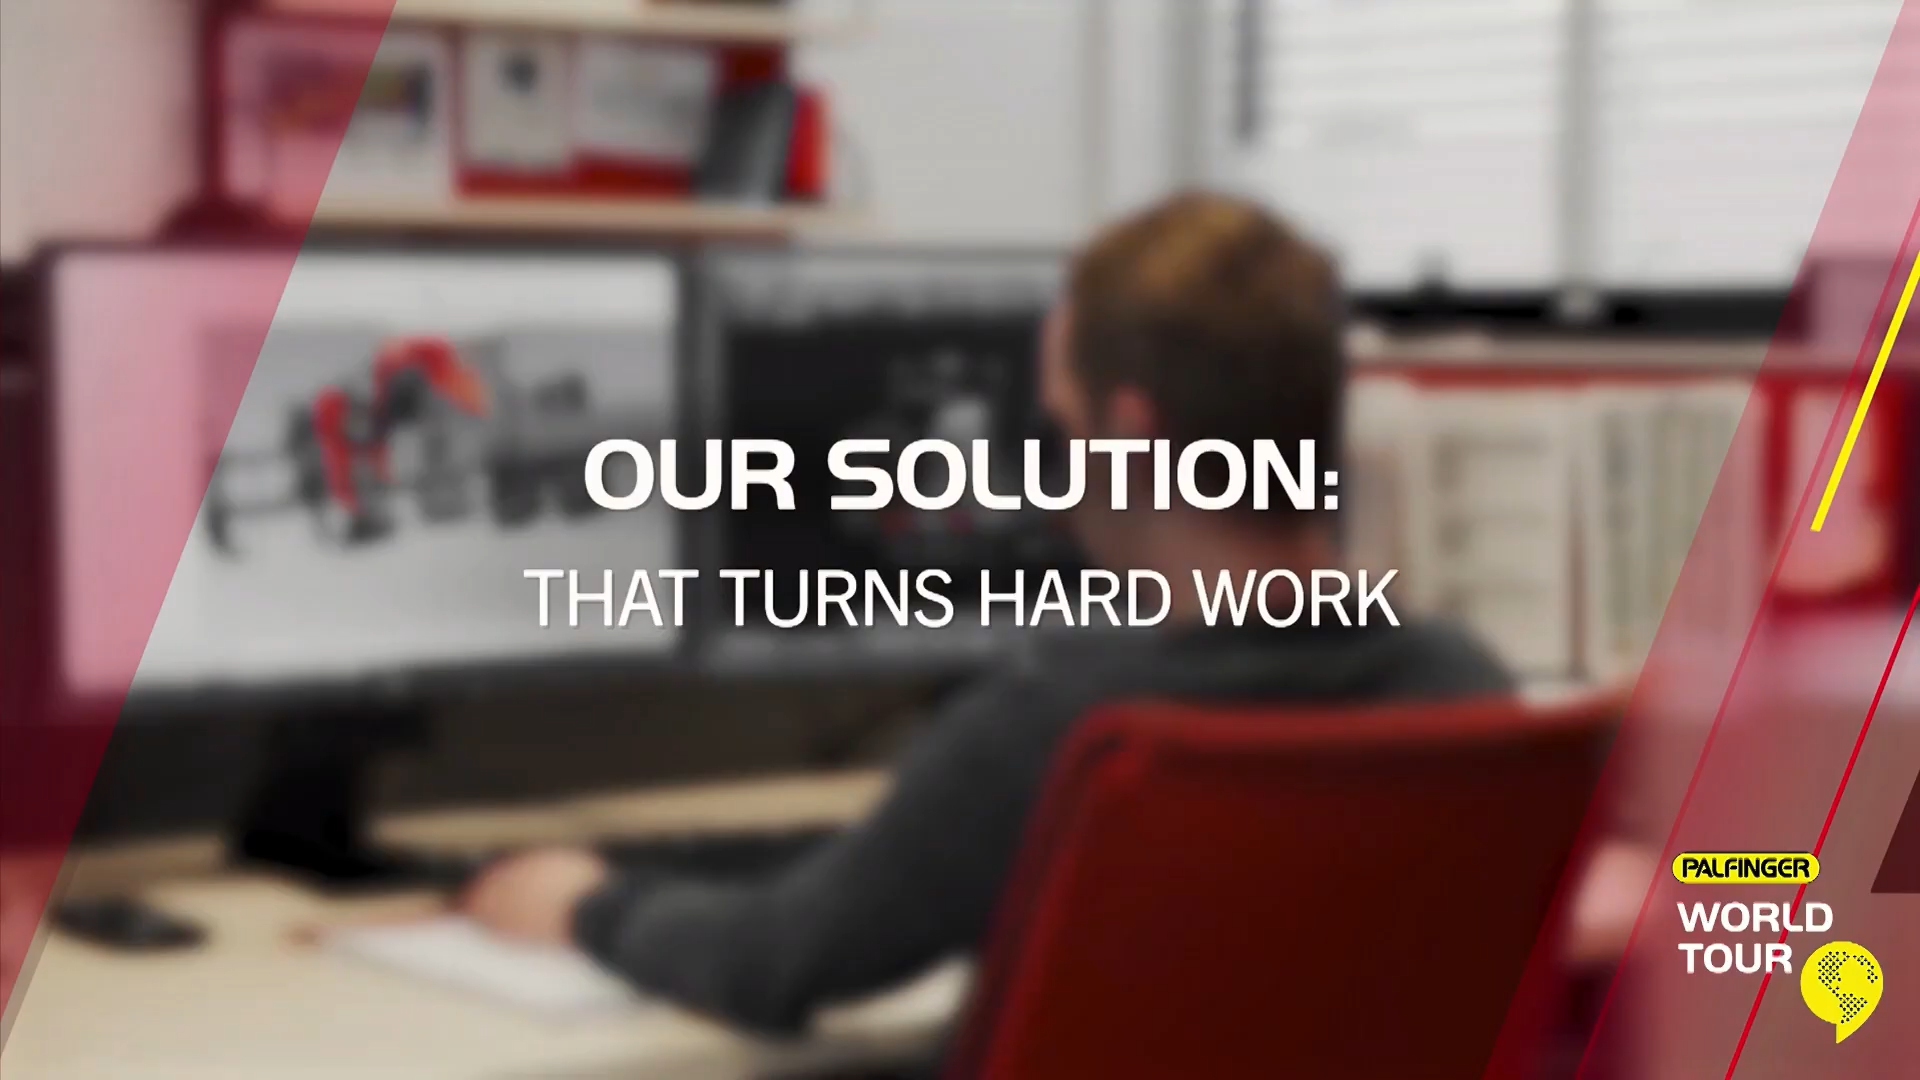 OUR SOLUTION:
THAT TURNS HARD WORK
PALFINGER
WORLD
TOUR